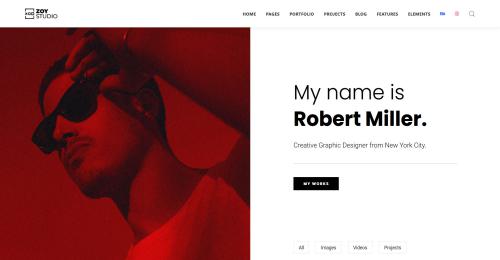 ZOY
STUDIO
HOME PAGES PORTFOLIO PROJECTS BLOG FEATURES ELEMENTS
My name is
Robert Miller.
Creative Graphic Designer from New York City.
MY WORKS
All Images Videos Projects